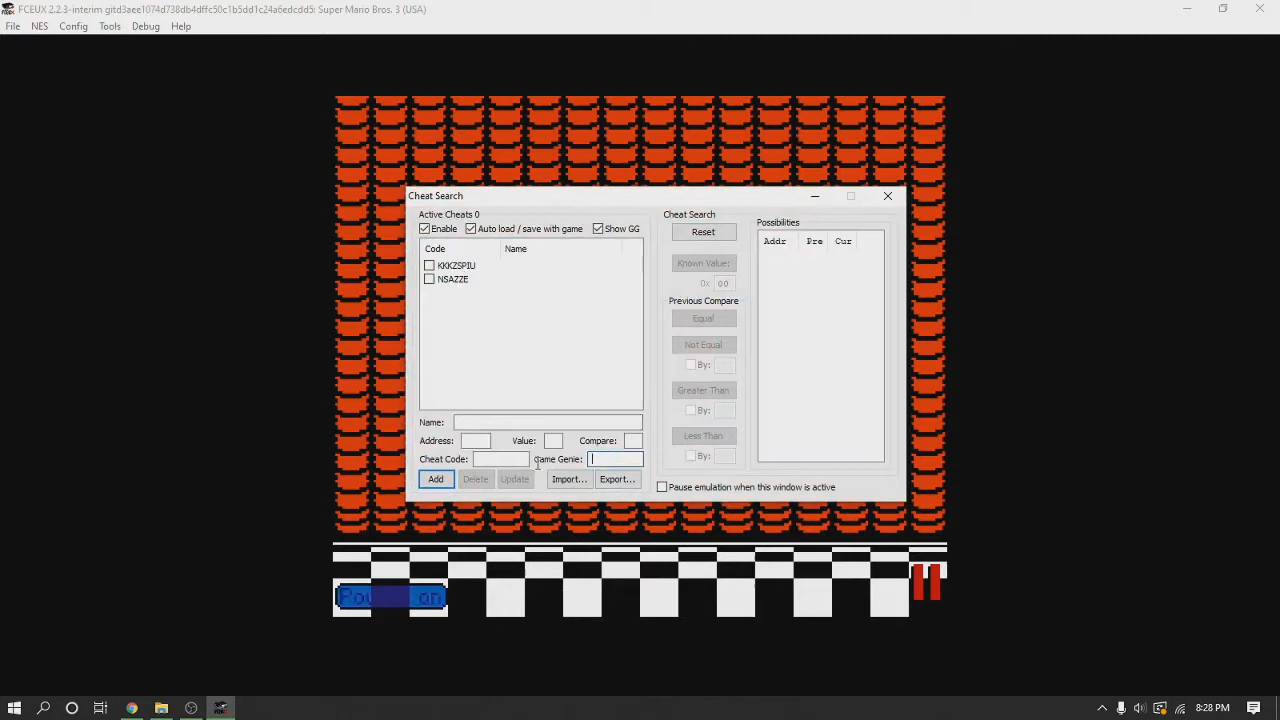 FCEUX 2.2.3-interim gitd3aee1074d738db4dffc50c1b5dd1c24a6edcdd5: Super Mario Bros. 3 (USA)
File NES Config Tools Debug Help
Cheat Search
Active Cheats 0
Enable Auto load / save with game Show GG
Code Name
KKKZSPIU
NSAZZE
Name:
Address: Value: Compare:
Cheat Code: Game Genie:
Add Delete Update Import... Export...
Cheat Search
Reset
Known Value:
0x 00
Previous Compare
Equal
Not Equal
By:
Greater Than
By:
Less Than
By:
Possibilities
Addr Pre Cur
Pause emulation when this window is active
8:28 PM